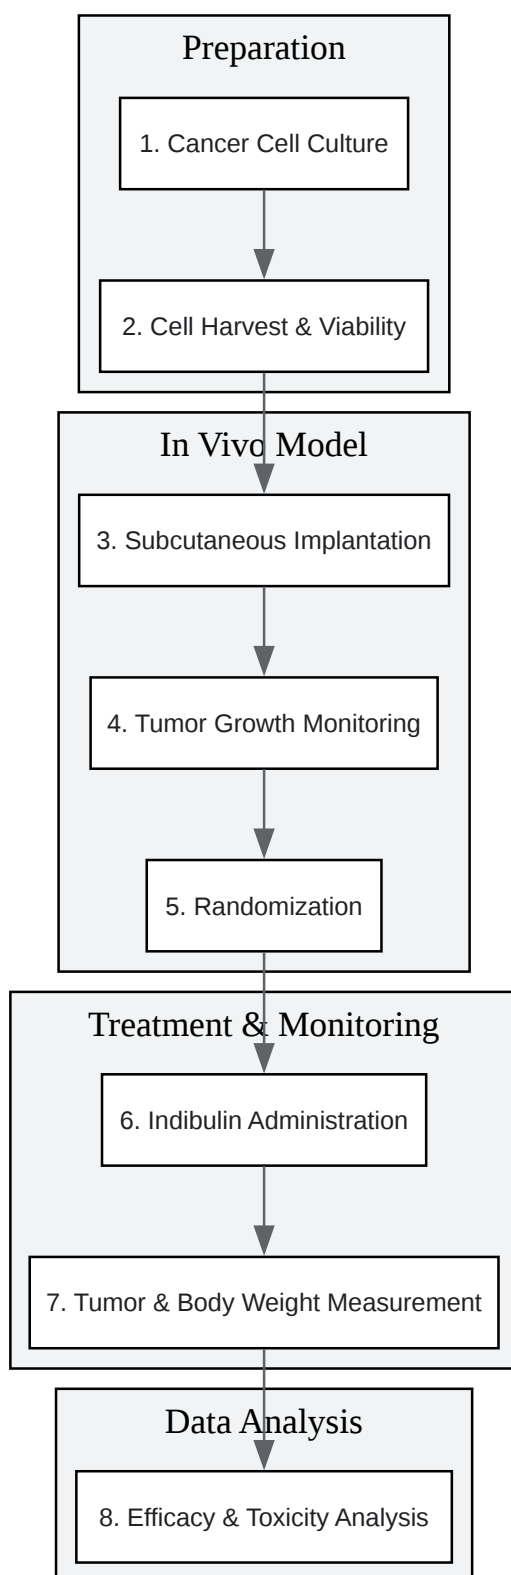 Preparation
1. Cancer Cell Culture
2. Cell Harvest & Viability
In Vivo Model
3. Subcutaneous Implantation
4. Tumor Growth Monitoring
5. Randomization
Treatment & Monitoring
6. Indibulin Administration
7. Tumor & Body Weight Measurement
Data Analysis
8. Efficacy & Toxicity Analysis